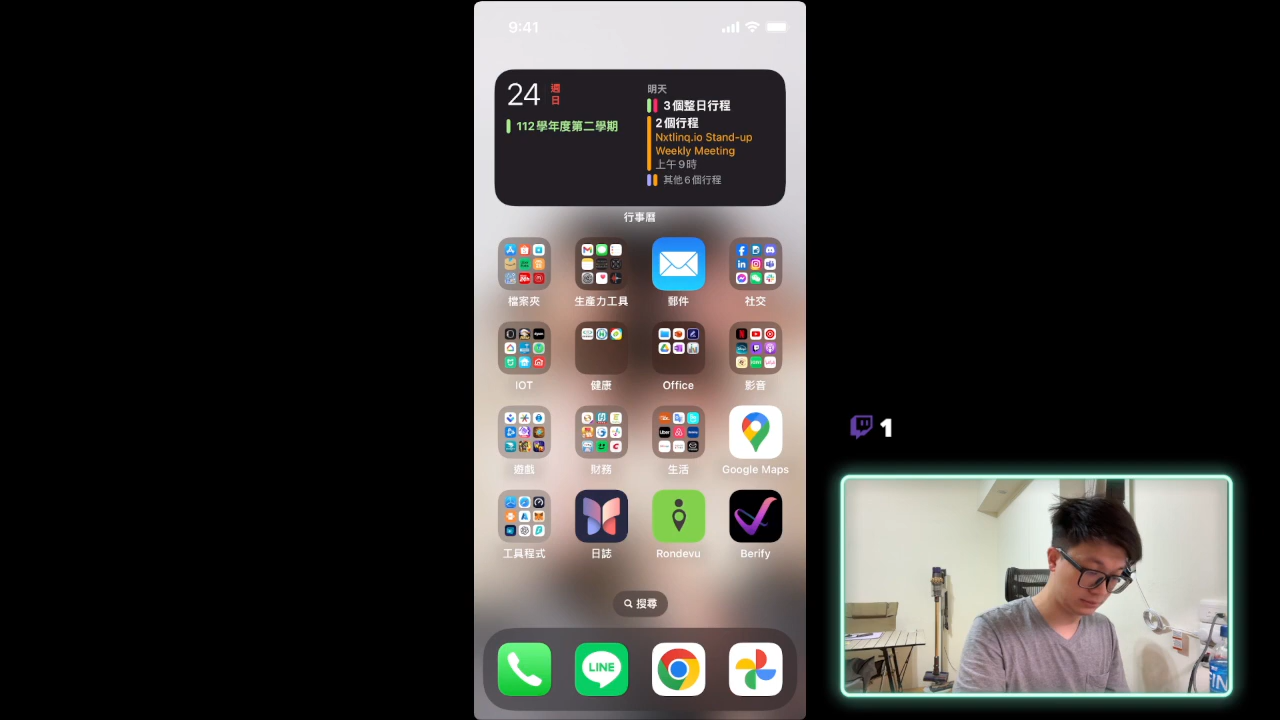 9:41
24
週
日
112 學年度第二學期
明天
3 個整日行程
2個行程
Nxtlinq.io Stand-up
Weekly Meeting
上午 9時
其他 6 個行程
行事曆
檔案夾
生產力工具
郵件
社交
IOT
健康
Office
影音
遊戲
財務
生活
Google Maps
工具程式
日誌
Rondevu
Berify
搜尋
LINE
1